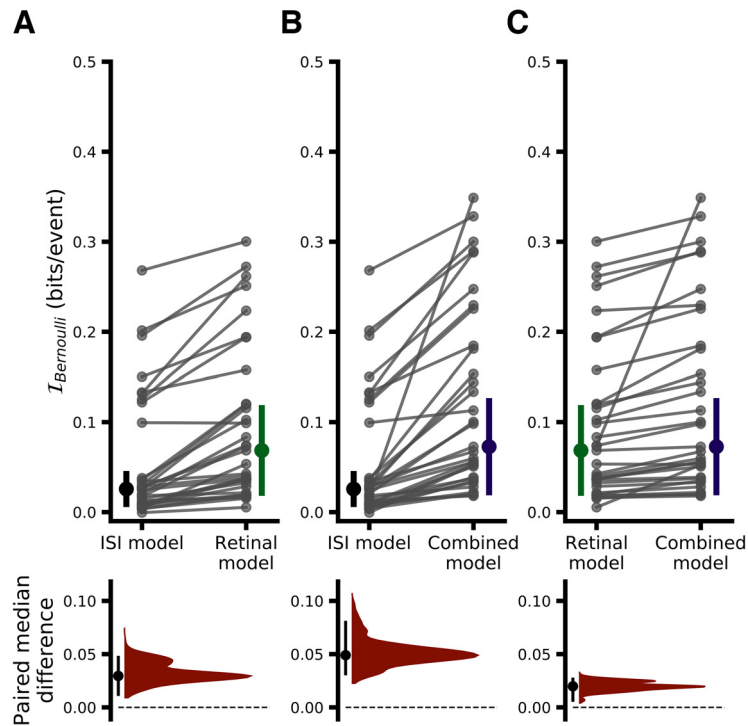 A
B
C
0.5
0.4
0.3
0.2
0.1
0.0
ℐBernoulli (bits/event)
ISI model
Retinal
model
0.5
0.4
0.3
0.2
0.1
0.0
ISI model
Combined
model
0.5
0.4
0.3
0.2
0.1
0.0
Retinal
model
Combined
model
Paired median
difference
0.10
0.05
0.00
0.10
0.05
0.00
0.10
0.05
0.00